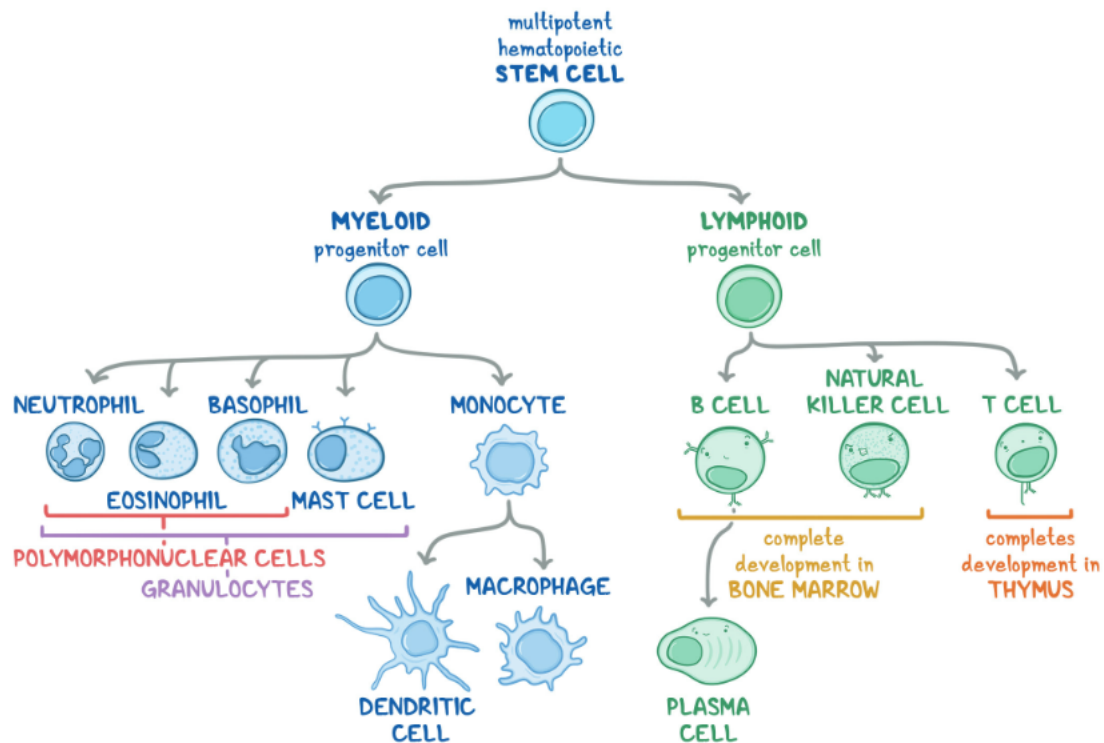 multipotent
hematopoietic
STEM CELL
MYELOID
progenitor cell
LYMPHOID
progenitor cell
NEUTROPHIL
BASOPHIL
MONOCYTE
B CELL
NATURAL
KILLER CELL
T CELL
EOSINOPHIL
MAST CELL
POLYMORPHONUCLEAR CELLS
GRANULOCYTES
complete
development in
BONE MARROW
completes
development in
THYMUS
MACROPHAGE
DENDRITIC
CELL
PLASMA
CELL